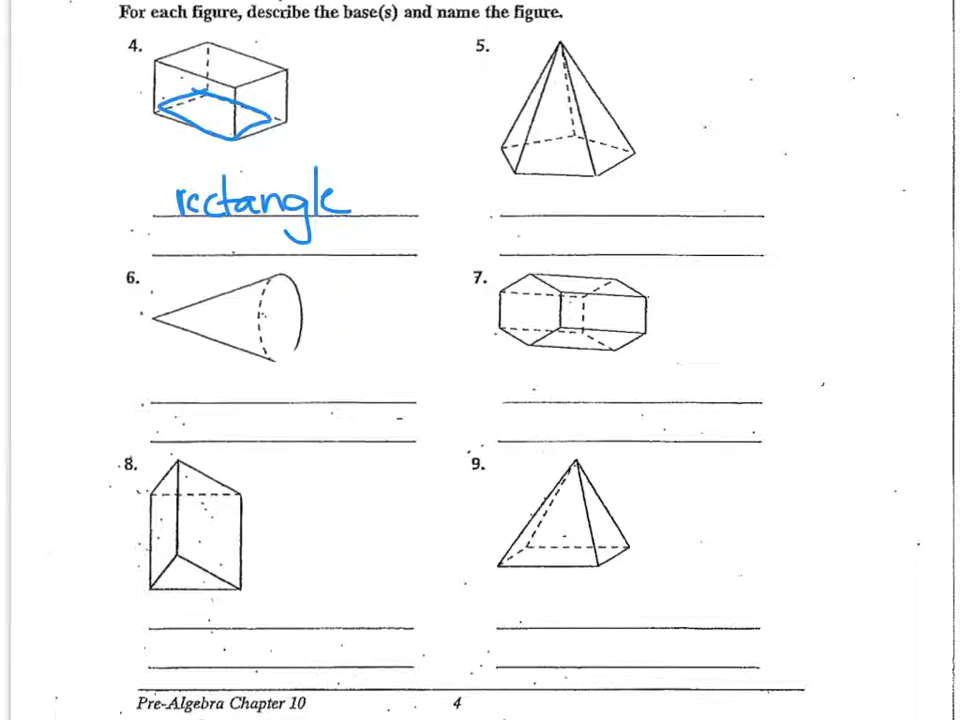 For each figure, describe the base(s) and name the figure.
4.
5.
rectangle
6.
7.
8.
9.
Pre-Algebra Chapter 10
4